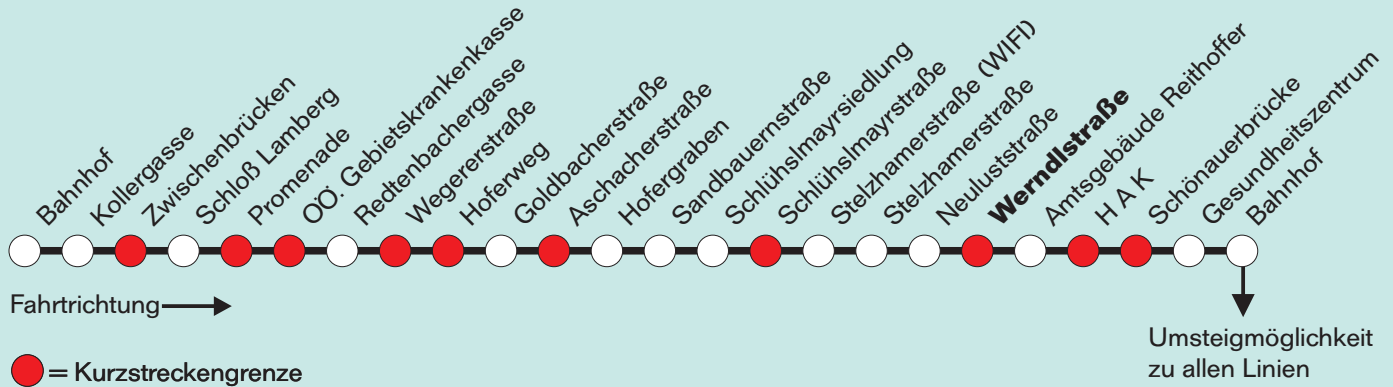 Bahnhof
Kollergasse
Zwischenbrücken
Schloß Lamberg
Promenade
OÖ. Gebietskrankenkasse
Redtenbachergasse
Wegererstraße
Hoferweg
Goldbacherstraße
Aschacherstraße
Hofergraben
Sandbauernstraße
Schlühslmayrsiedlung
Schlühslmayrstraße
Stelzhamerstraße (WIFI)
Stelzhamerstraße
Neuluststraße
Werndlstraße
Amtsgebäude Reithoffer
H A K
Schönauerbrücke
Gesundheitszentrum
Bahnhof
Fahrtrichtung
Umsteigmöglichkeit
zu allen Linien
= Kurzstreckengrenze